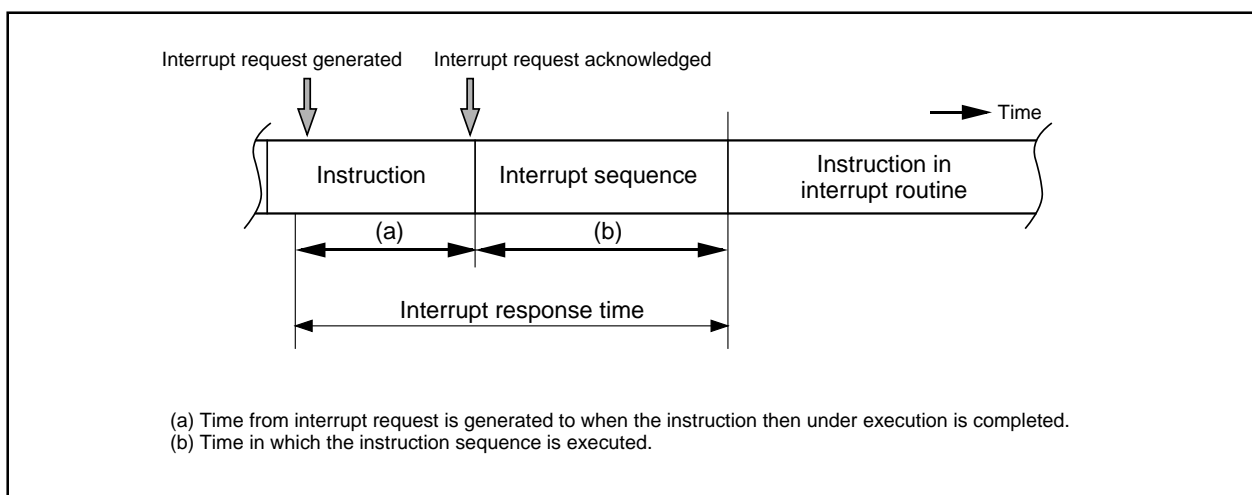 Interrupt request generated
Interrupt request acknowledged
Time
Instruction
Interrupt sequence
Instruction in
interrupt routine
(a)
(b)
Interrupt response time
(a) Time from interrupt request is generated to when the instruction then under execution is completed.
(b) Time in which the instruction sequence is executed.